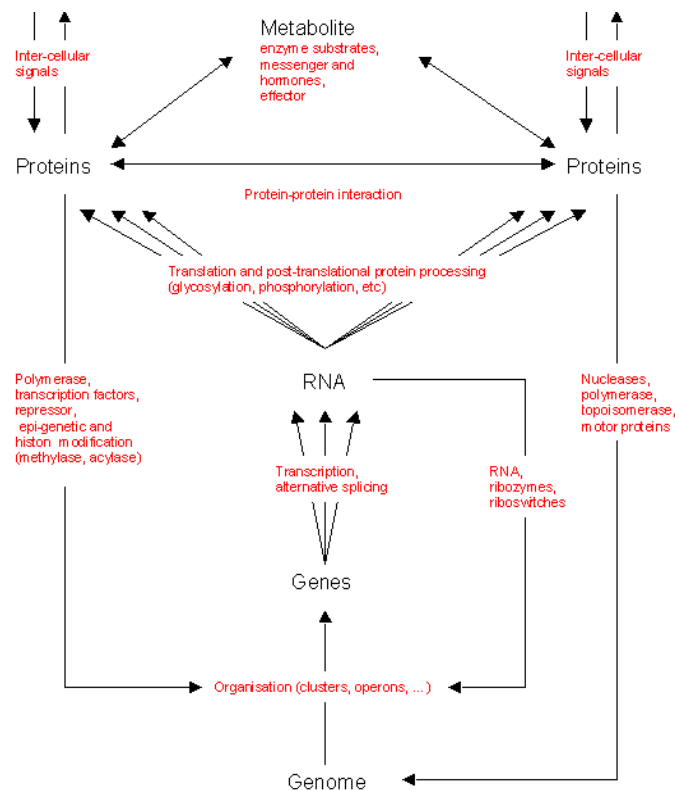 Metabolite
enzyme substrates,
messenger and
hormones,
effector
Inter-cellular
signals
Inter-cellular
signals
Proteins
Proteins
Protein-protein interaction
Translation and post-translational protein processing
(glycosylation, phosphorylation, etc)
RNA
Polymerase,
transcription factors,
repressor,
epi-genetic and
histon modification
(methylase, acylase)
Nucleases,
polymerase,
topoisomerase,
motor proteins
Transcription,
alternative splicing
RNA,
ribozymes,
riboswitches
Genes
Organisation (clusters, operons, ...)
Genome